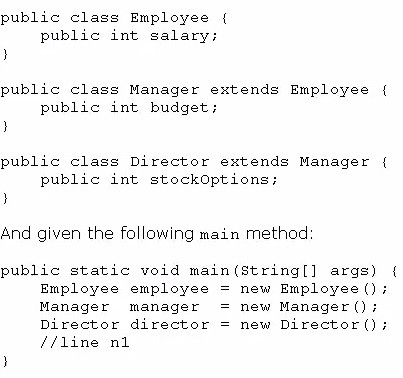 public class Employee {
    public int salary;
}
public class Manager extends Employee {
    public int budget;
}
public class Director extends Manager {
    public int stockOptions;
}
And given the following main method:
public static void main(String[] args) {
    Employee employee = new Employee();
    Manager  manager  = new Manager();
    Director director = new Director();
    //line n1
}